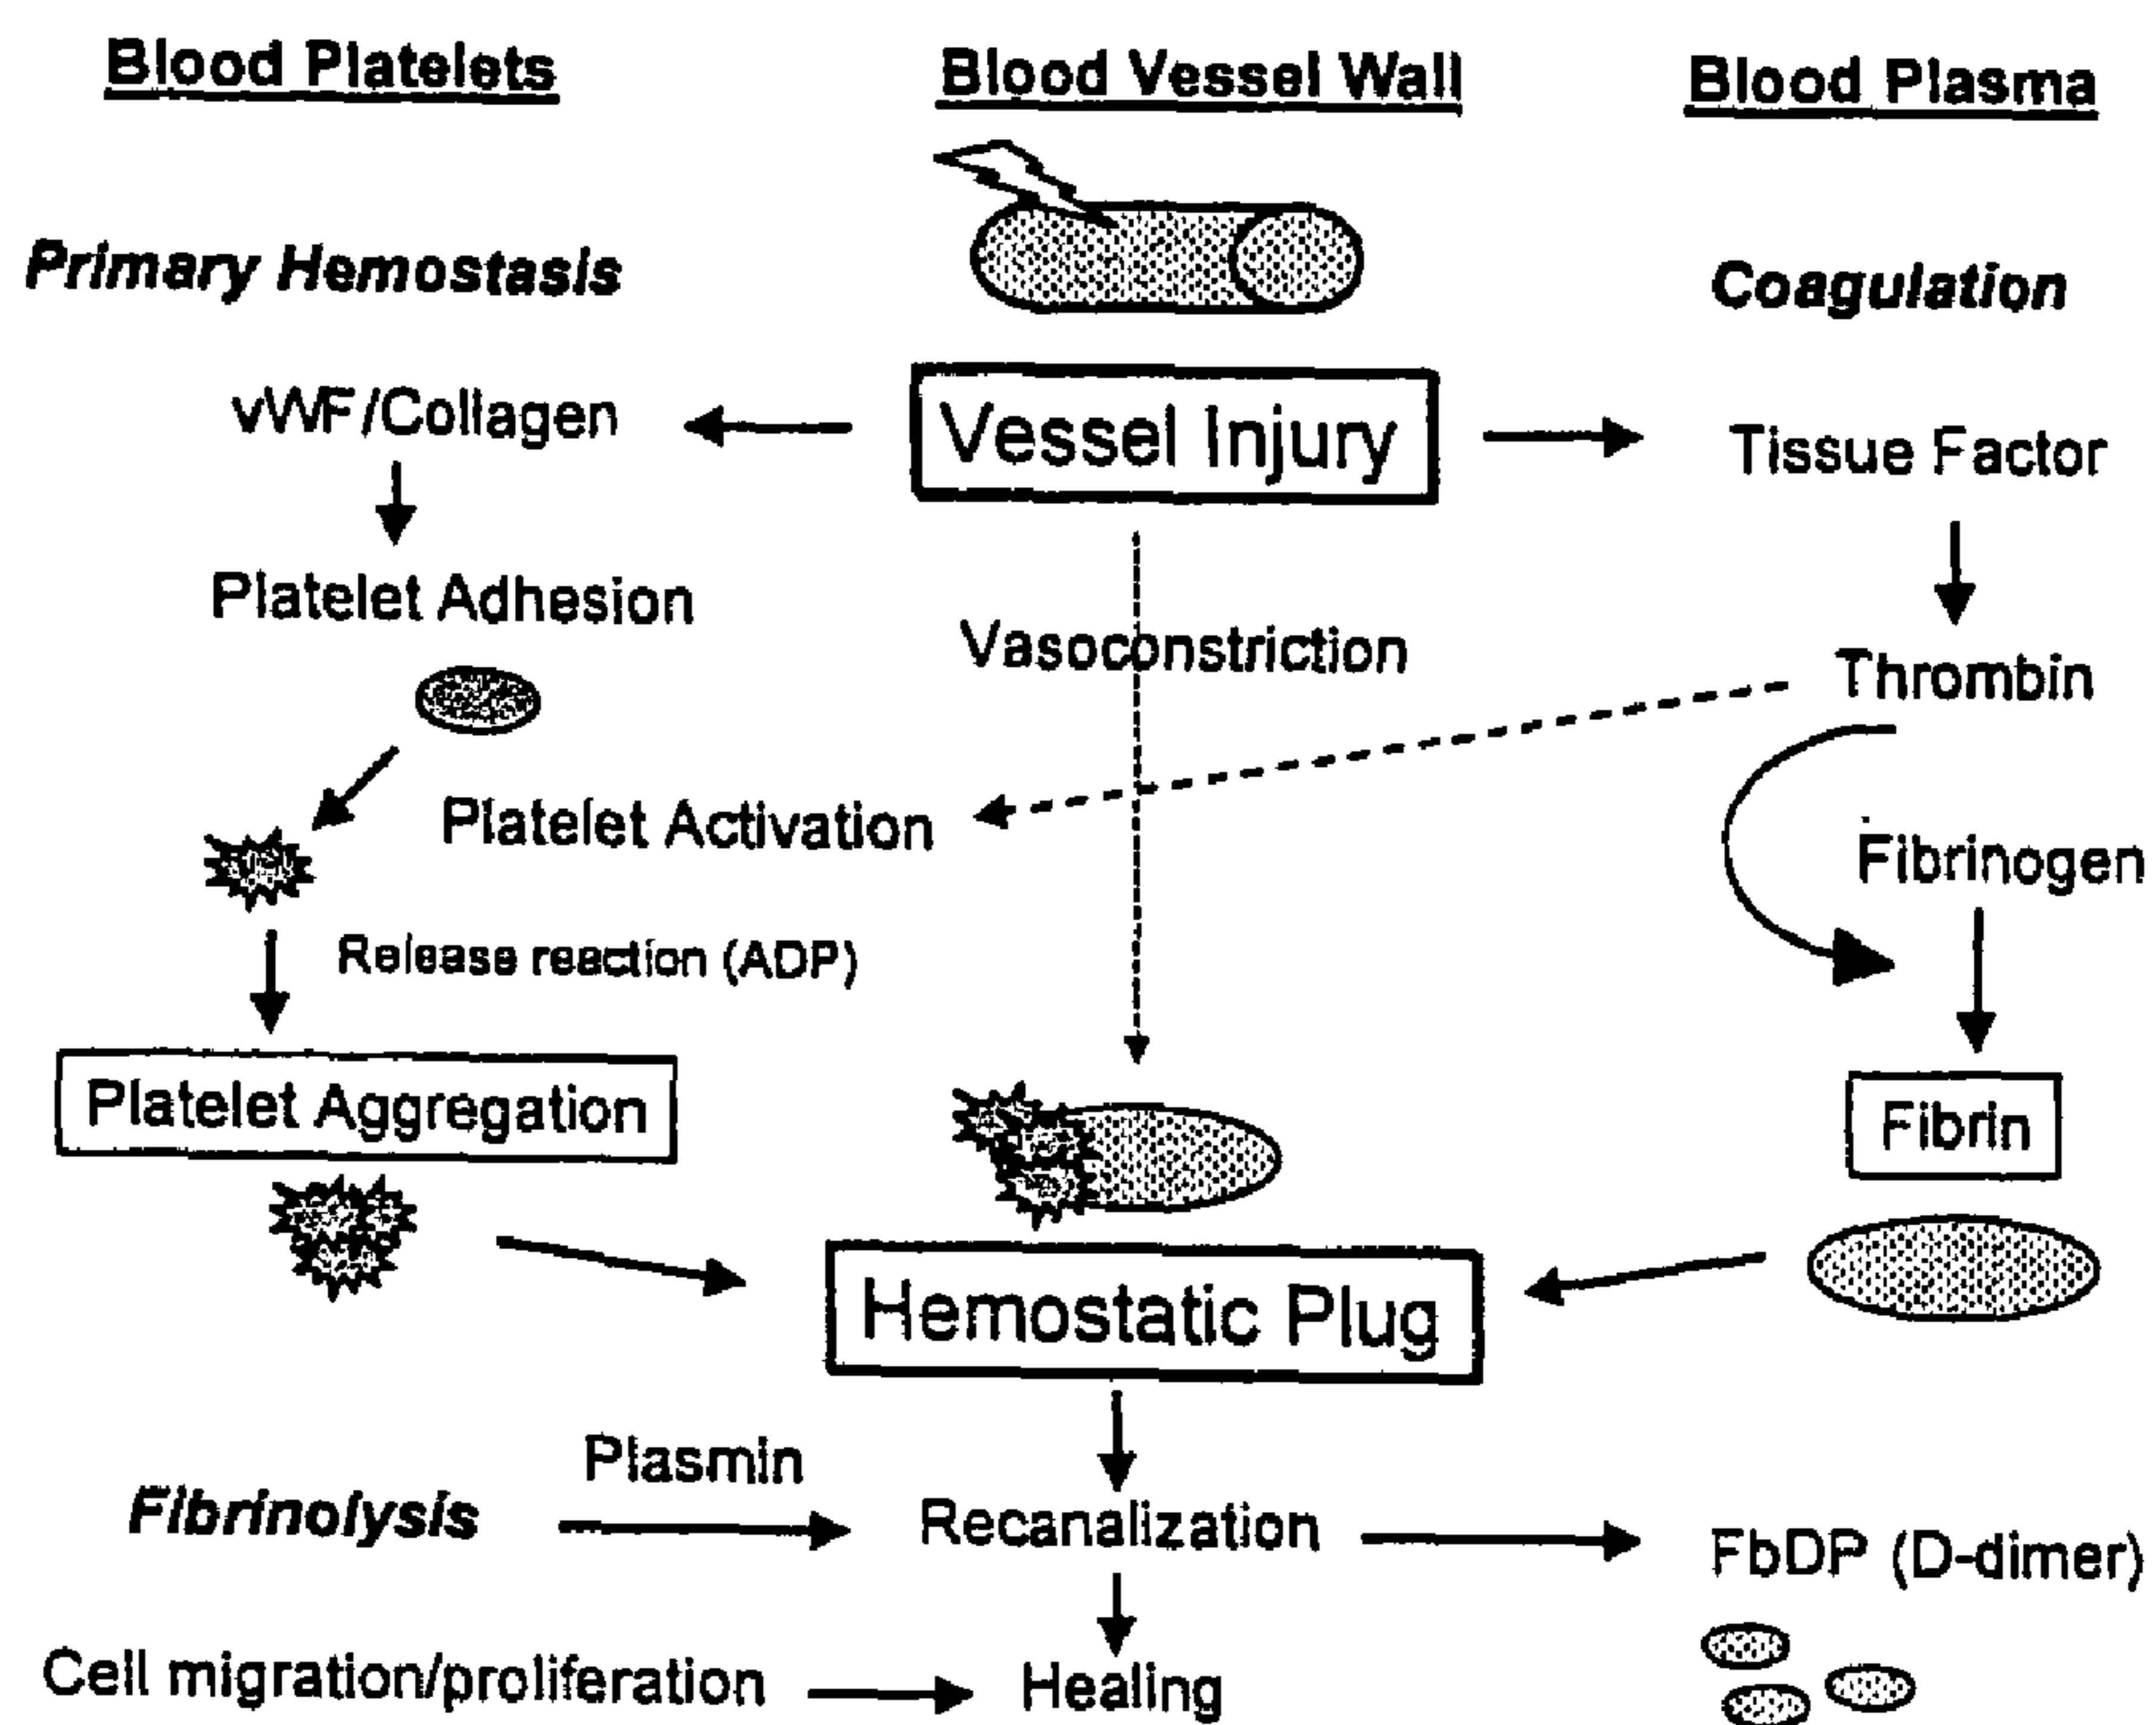 Blood Platelets
Blood Vessel Wall
Blood Plasma
Primary Hemostasis
Coagulation
vWF/Collagen
Vessel Injury
Tissue Factor
Platelet Adhesion
Vasoconstriction
Thrombin
Platelet Activation
Fibrinogen
Release reaction (ADP)
Platelet Aggregation
Fibrin
Hemostatic Plug
Plasmin
Fibrinolysis
Recanalization
FbDP (D-dimer)
Cell migration/proliferation
Healing